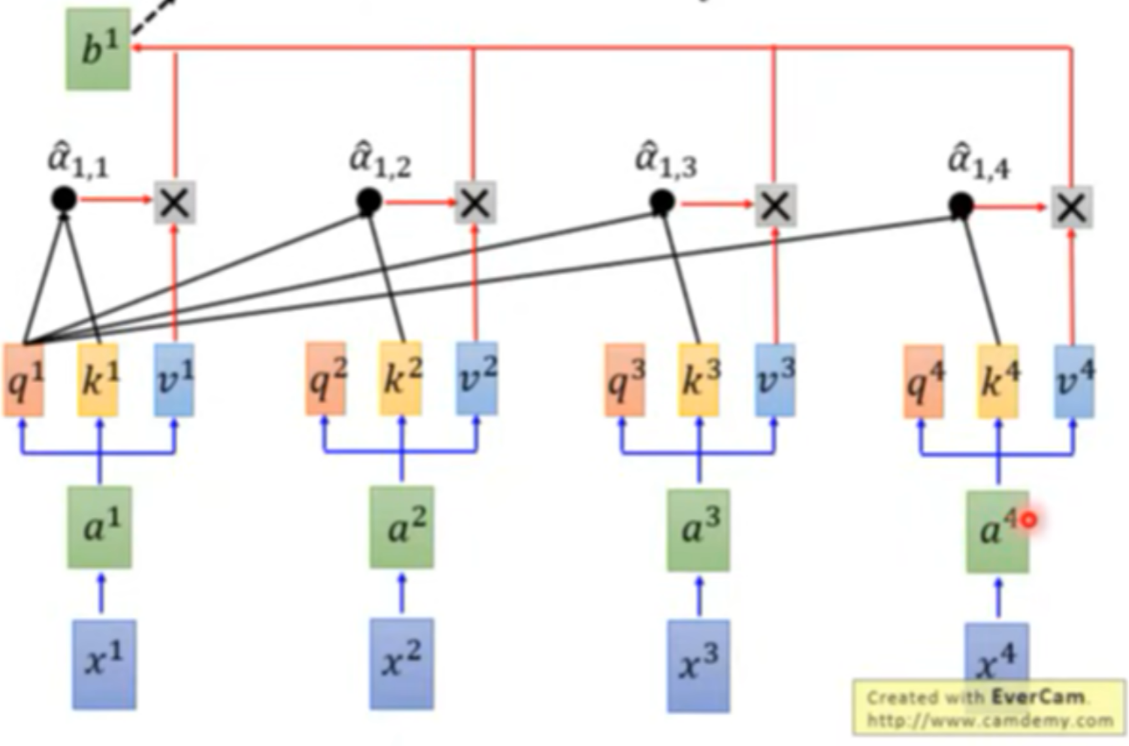 b¹
α̂₁,₁ α̂₁,₂ α̂₁,₃ α̂₁,₄
q¹ k¹ v¹ q² k² v² q³ k³ v³ q⁴ k⁴ v⁴
a¹ a² a³ a⁴
x¹ x² x³ x⁴
Created with EverCam.
http://www.camdemy.com